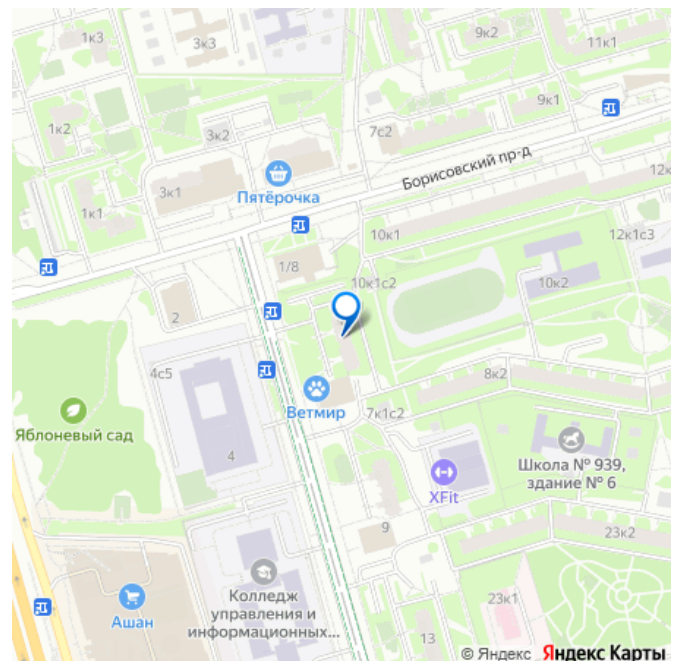 1к3
3к3
9к2
11к1
9к1
1к2
3к2
7с2
Борисовский пр-д
3к1
Пятёрочка
12к
1к1
10к1
12к1с3
1/8
10к1с2
10к2
2
4с5
8к2
Ветмир
7к1с2
Яблоневый сад
4
Школа № 939,
здание № 6
XFit
9
23к2
Колледж
управления и
информационных...
Ашан
23к1
13
© Яндекс Яндекс Карты